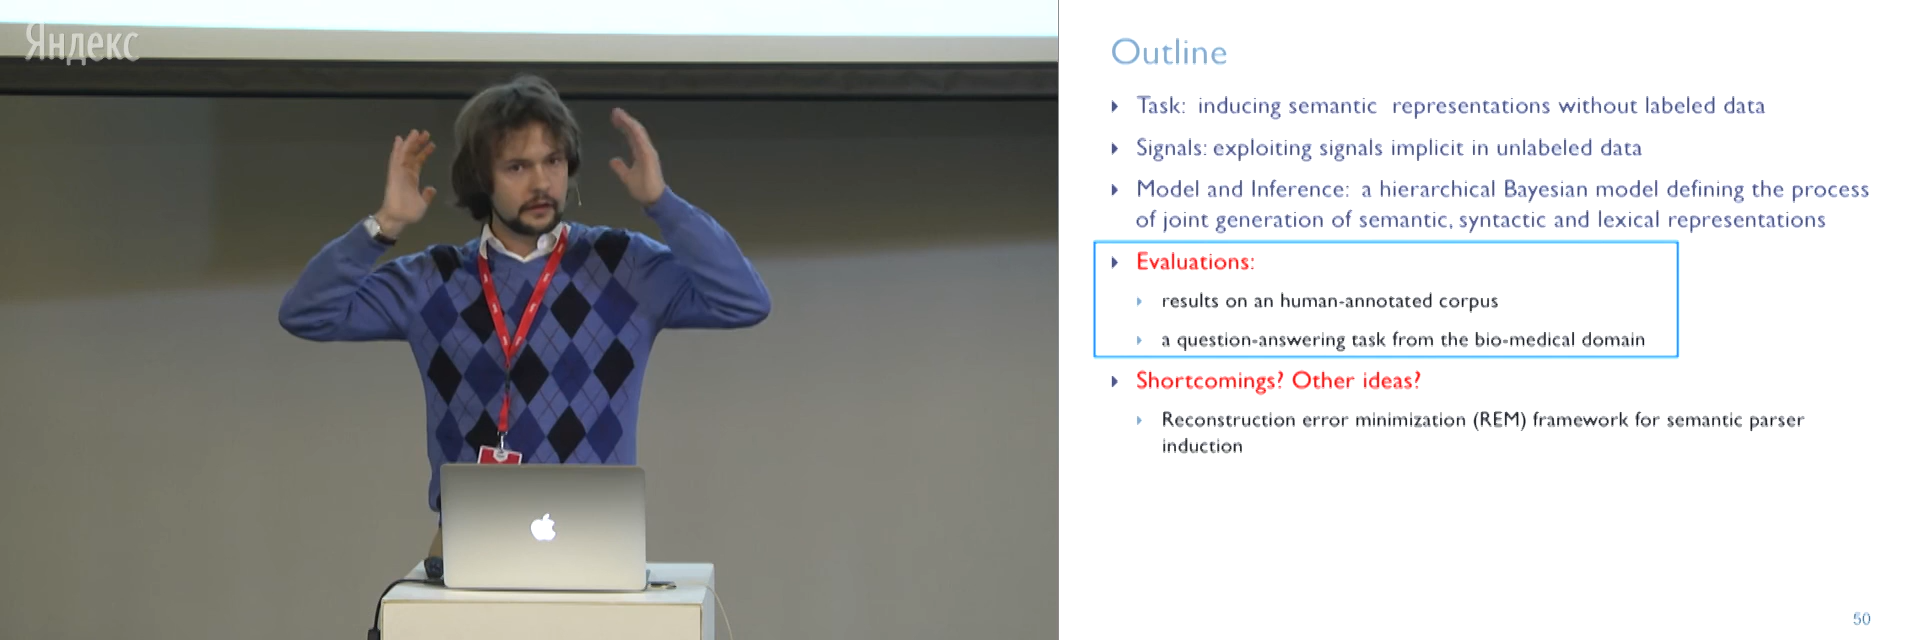 Яндекс
Outline
Task: inducing semantic representations without labeled data
Signals: exploiting signals implicit in unlabeled data
Model and Inference: a hierarchical Bayesian model defining the process
of joint generation of semantic, syntactic and lexical representations
Evaluations:
results on an human-annotated corpus
a question-answering task from the bio-medical domain
Shortcomings? Other ideas?
Reconstruction error minimization (REM) framework for semantic parser
induction
50